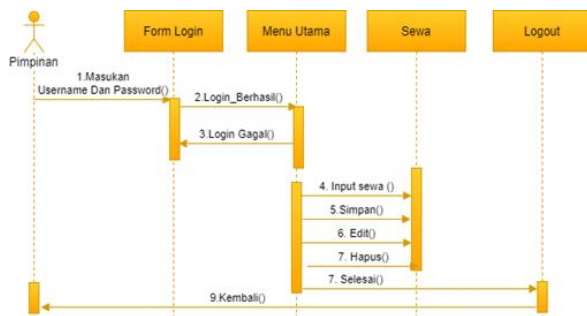 Form Login
Menu Utama
Sewa
Logout
Pimpinan
1.Masukan
Username Dan Password()
2.Login_Berhasil()
3.Login Gagal()
4. Input sewa ()
5.Simpan()
6. Edit()
7. Hapus()
7. Selesai()
9.Kembali()